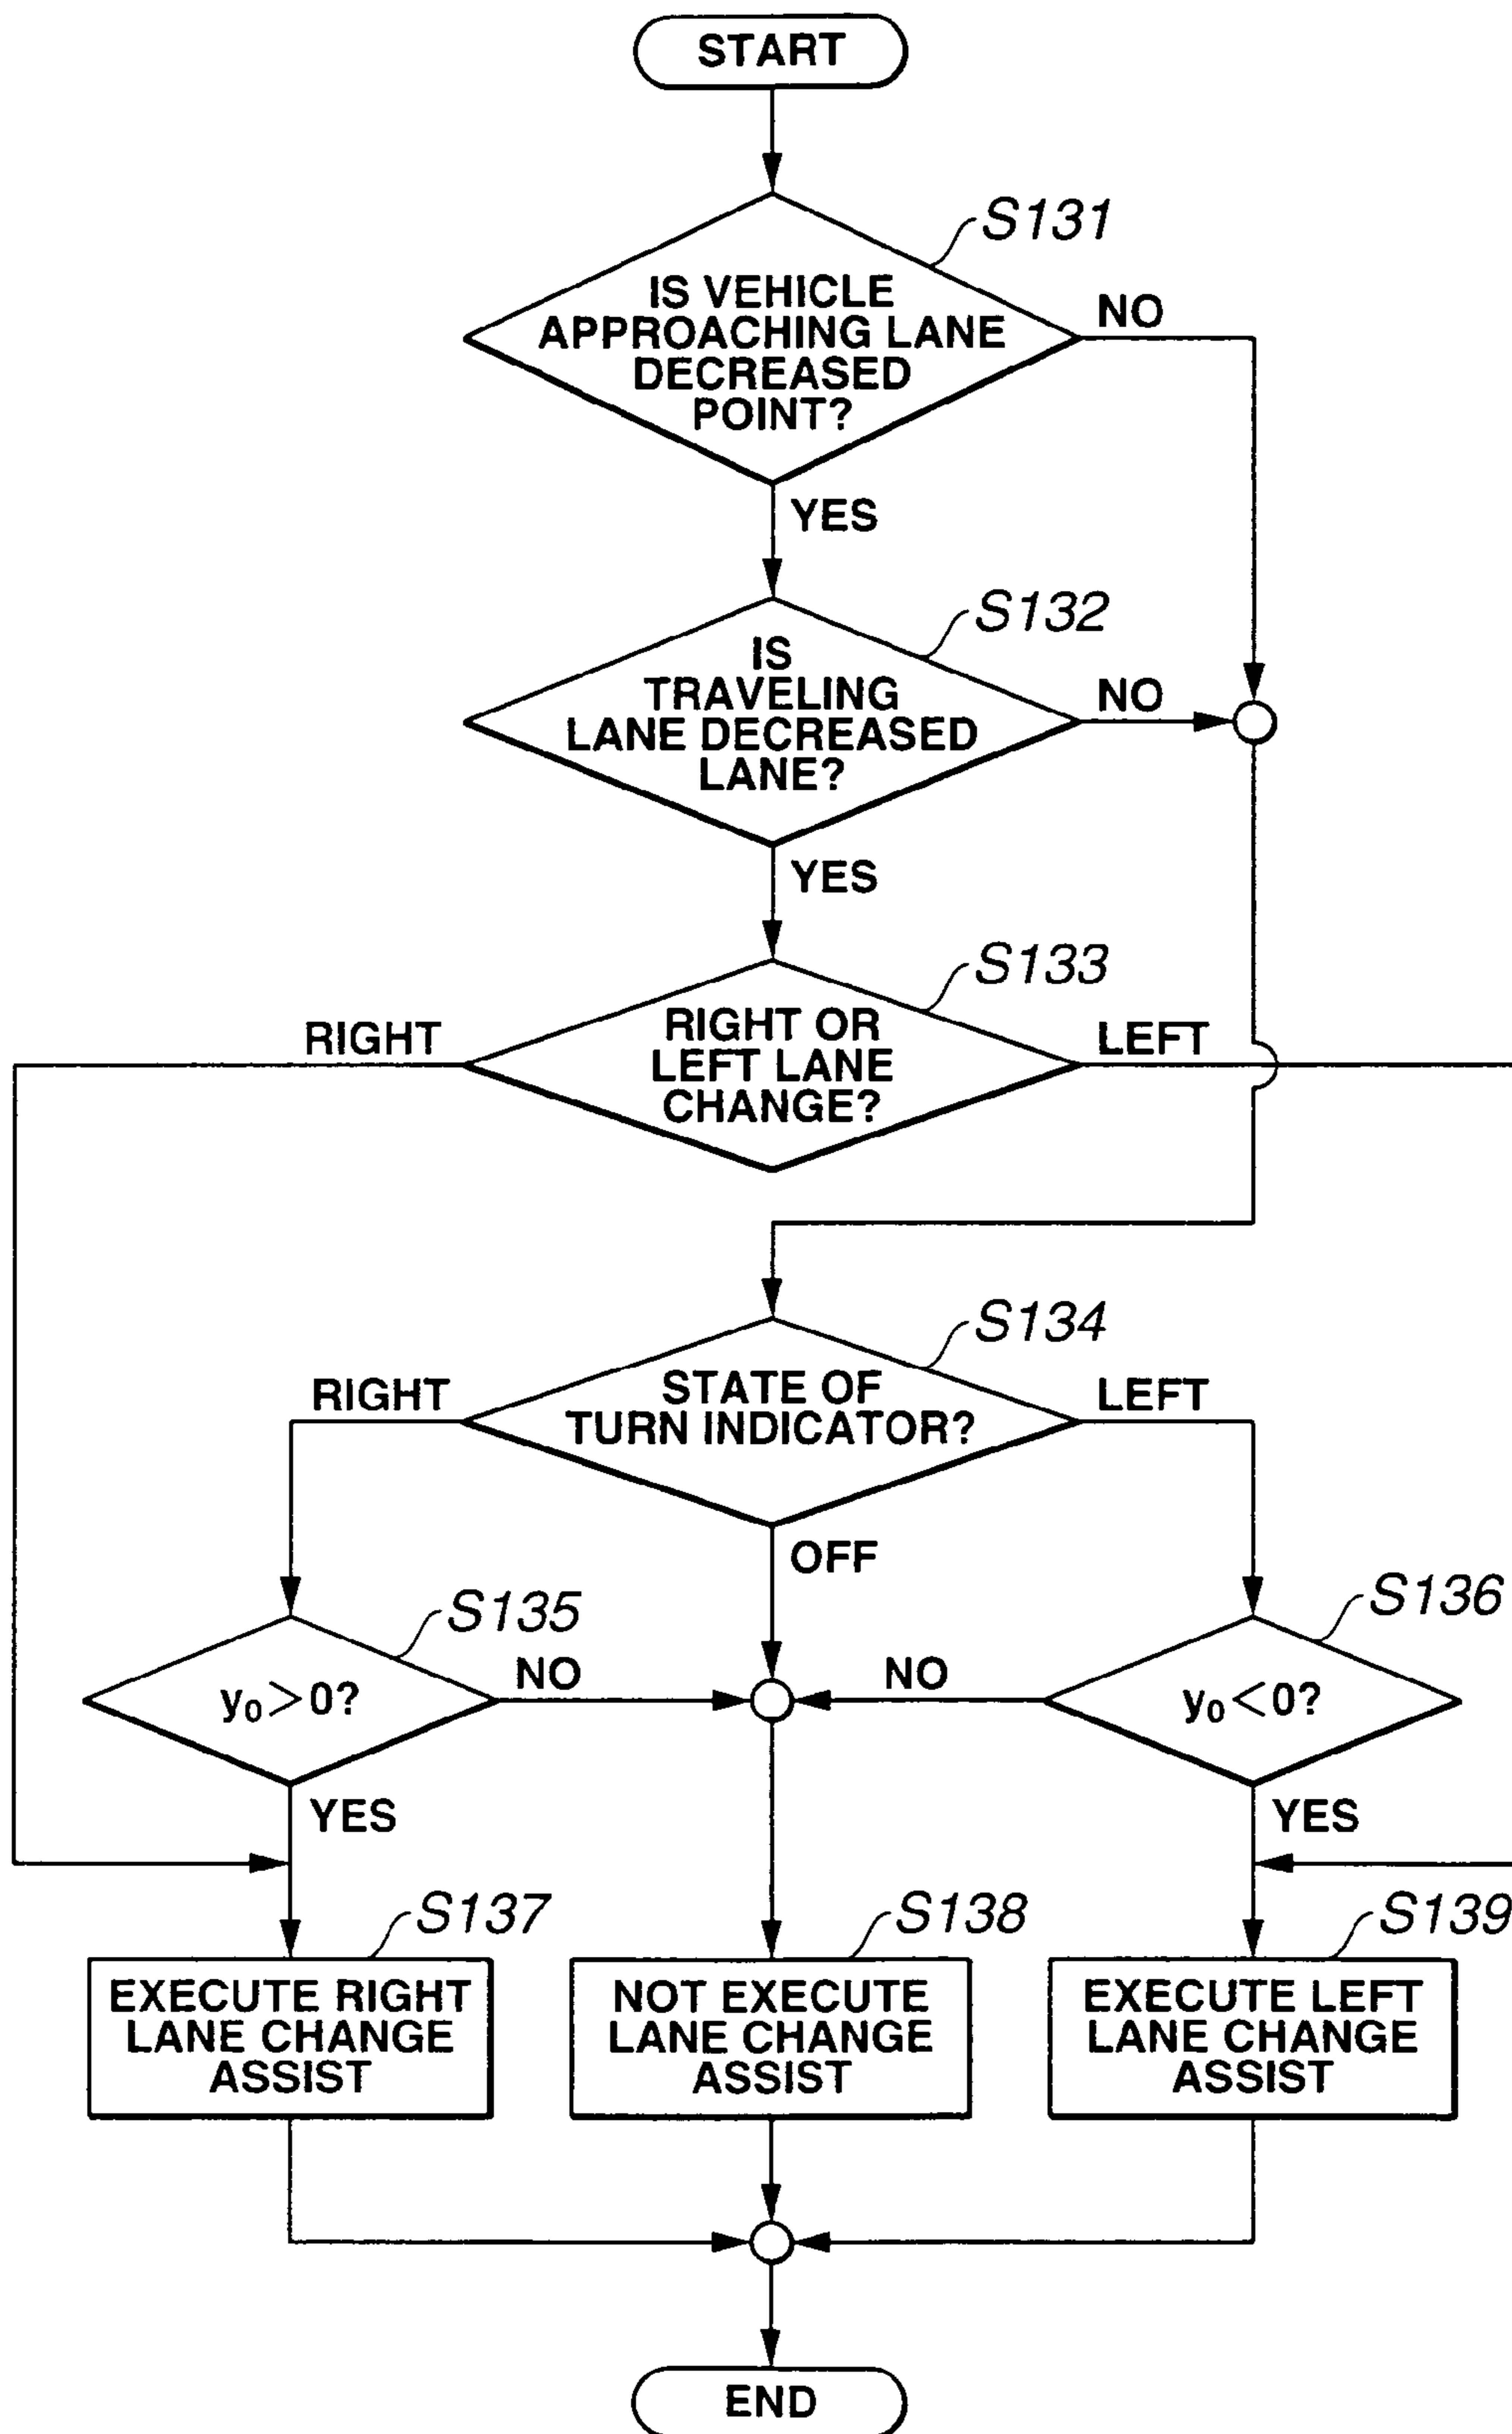 START
S131
IS VEHICLE
APPROACHING LANE
DECREASED
POINT?
NO
YES
S132
IS
TRAVELING
LANE DECREASED
LANE?
NO
YES
S133
RIGHT
RIGHT OR
LEFT LANE
CHANGE?
LEFT
S134
RIGHT
STATE OF
TURN INDICATOR?
LEFT
OFF
S135
S136
y₀>0?
NO
NO
y₀<0?
YES
YES
S137
S138
S139
EXECUTE RIGHT
LANE CHANGE
ASSIST
NOT EXECUTE
LANE CHANGE
ASSIST
EXECUTE LEFT
LANE CHANGE
ASSIST
END